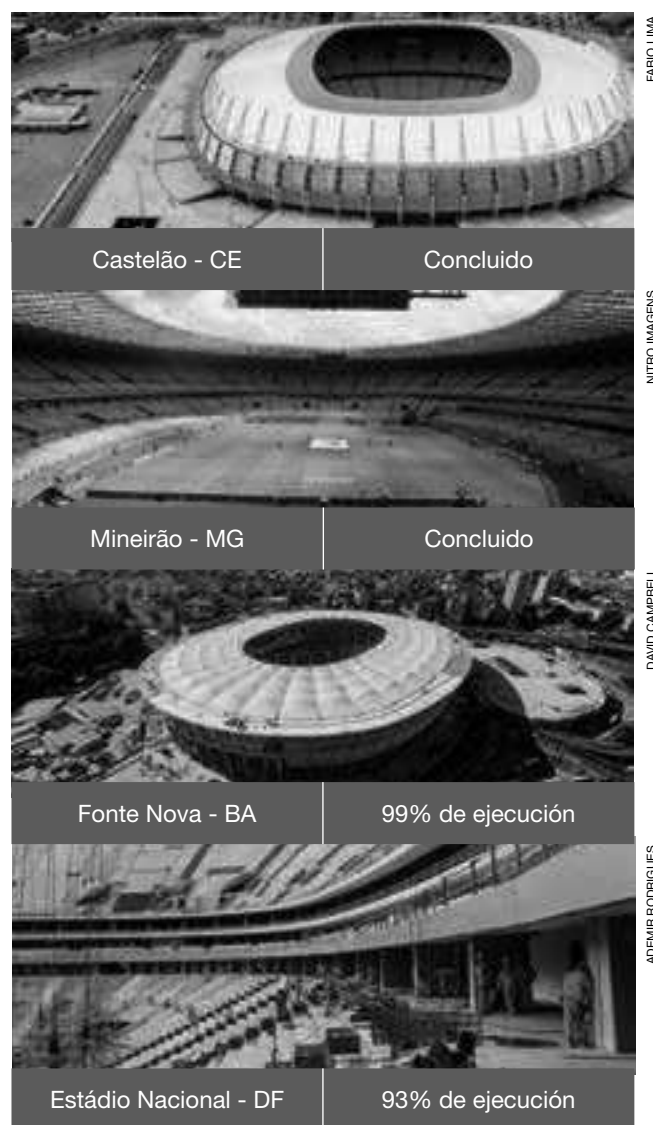 FABIO LIMA
Castelão - CE
Concluido
NITRO IMAGENS
Mineirão - MG
Concluido
DAVID CAMPBELL
Fonte Nova - BA
99% de ejecución
ADEMIR RODRIGUES
Estádio Nacional - DF
93% de ejecución